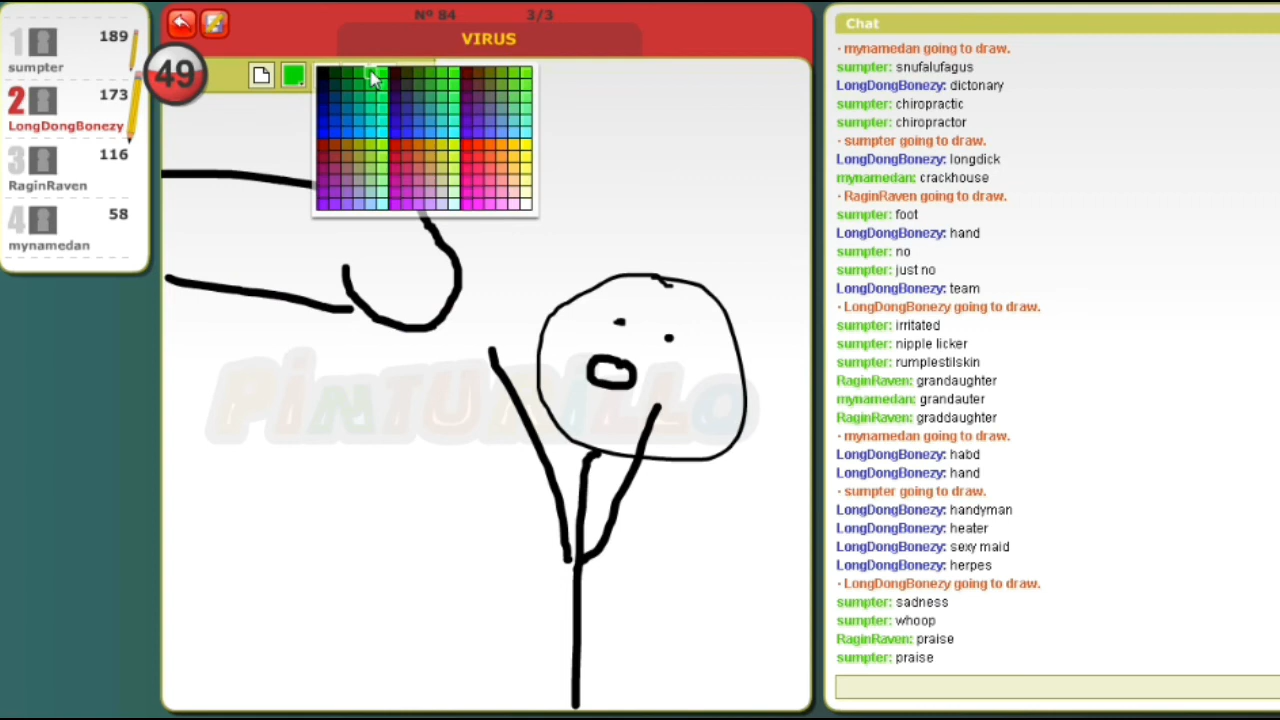 Nº 84 3/3
VIRUS
49
1 189
sumpter
2 173
LongDongBonezy
3 116
RaginRaven
4 58
mynamedan
PINTURILLO
Chat
· mynamedan going to draw.
sumpter: snufalufagus
LongDongBonezy: dictonary
sumpter: chiropractic
sumpter: chiropractor
· sumpter going to draw.
LongDongBonezy: longdick
mynamedan: crackhouse
· RaginRaven going to draw.
sumpter: foot
LongDongBonezy: hand
sumpter: no
sumpter: just no
LongDongBonezy: team
· LongDongBonezy going to draw.
sumpter: irritated
sumpter: nipple licker
sumpter: rumplestilskin
RaginRaven: grandaughter
mynamedan: grandauter
RaginRaven: graddaughter
· mynamedan going to draw.
LongDongBonezy: habd
LongDongBonezy: hand
· sumpter going to draw.
LongDongBonezy: handyman
LongDongBonezy: heater
LongDongBonezy: sexy maid
LongDongBonezy: herpes
· LongDongBonezy going to draw.
sumpter: sadness
sumpter: whoop
RaginRaven: praise
sumpter: praise